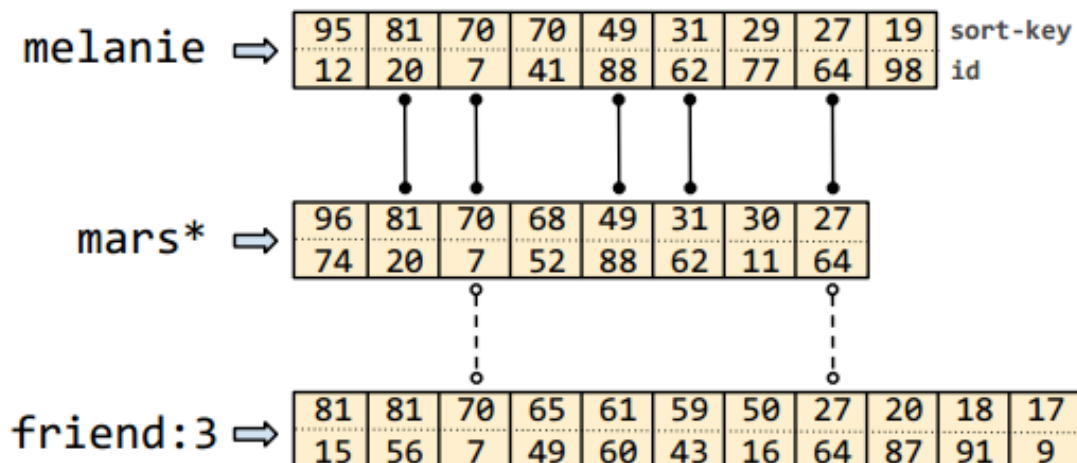 melanie 95 81 70 70 49 31 29 27 19 sort-key
12 20 7 41 88 62 77 64 98 id
mars* 96 81 70 68 49 31 30 27
74 20 7 52 88 62 11 64
friend:3 81 81 70 65 61 59 50 27 20 18 17
15 56 7 49 60 43 16 64 87 91 9